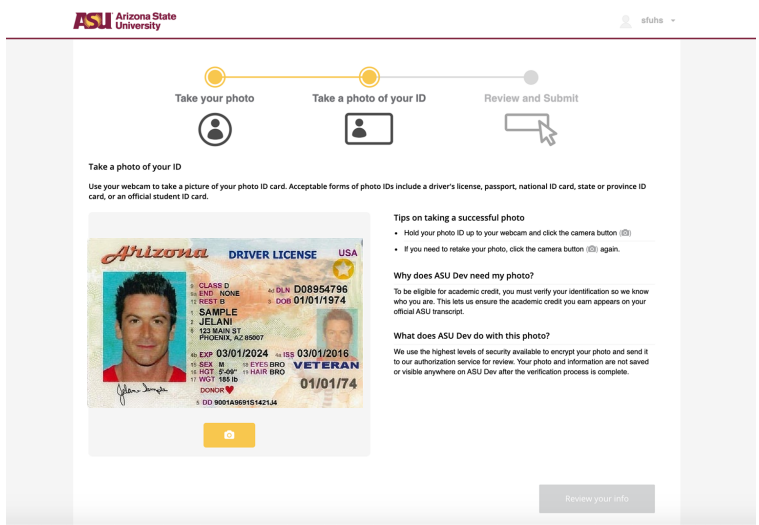 ASU Arizona State
University
sfuhs
Take your photo
Take a photo of your ID
Review and Submit
Take a photo of your ID
Use your webcam to take a picture of your photo ID card. Acceptable forms of photo IDs include a driver's license, passport, national ID card, state or province ID
card, or an official student ID card.
Arizona DRIVER LICENSE USA
9 CLASS D
9a END NONE
12 REST B
4d DLN D08954796
3 DOB 01/01/1974
1 SAMPLE
2 JELANI
8 123 MAIN ST
PHOENIX, AZ 85007
4b EXP 03/01/2024 4a ISS 03/01/2016
15 SEX M 18 EYES BRO VETERAN
16 HGT 5'-09" 19 HAIR BRO
17 WGT 185 lb
01/01/74
DONOR
Jelani Sample
5 DD 9001A9691S1421J4
Tips on taking a successful photo
• Hold your photo ID up to your webcam and click the camera button ()
• If you need to retake your photo, click the camera button () again.
Why does ASU Dev need my photo?
To be eligible for academic credit, you must verify your identification so we know
who you are. This lets us ensure the academic credit you earn appears on your
official ASU transcript.
What does ASU Dev do with this photo?
We use the highest levels of security available to encrypt your photo and send it
to our authorization service for review. Your photo and information are not saved
or visible anywhere on ASU Dev after the verification process is complete.
Review your info